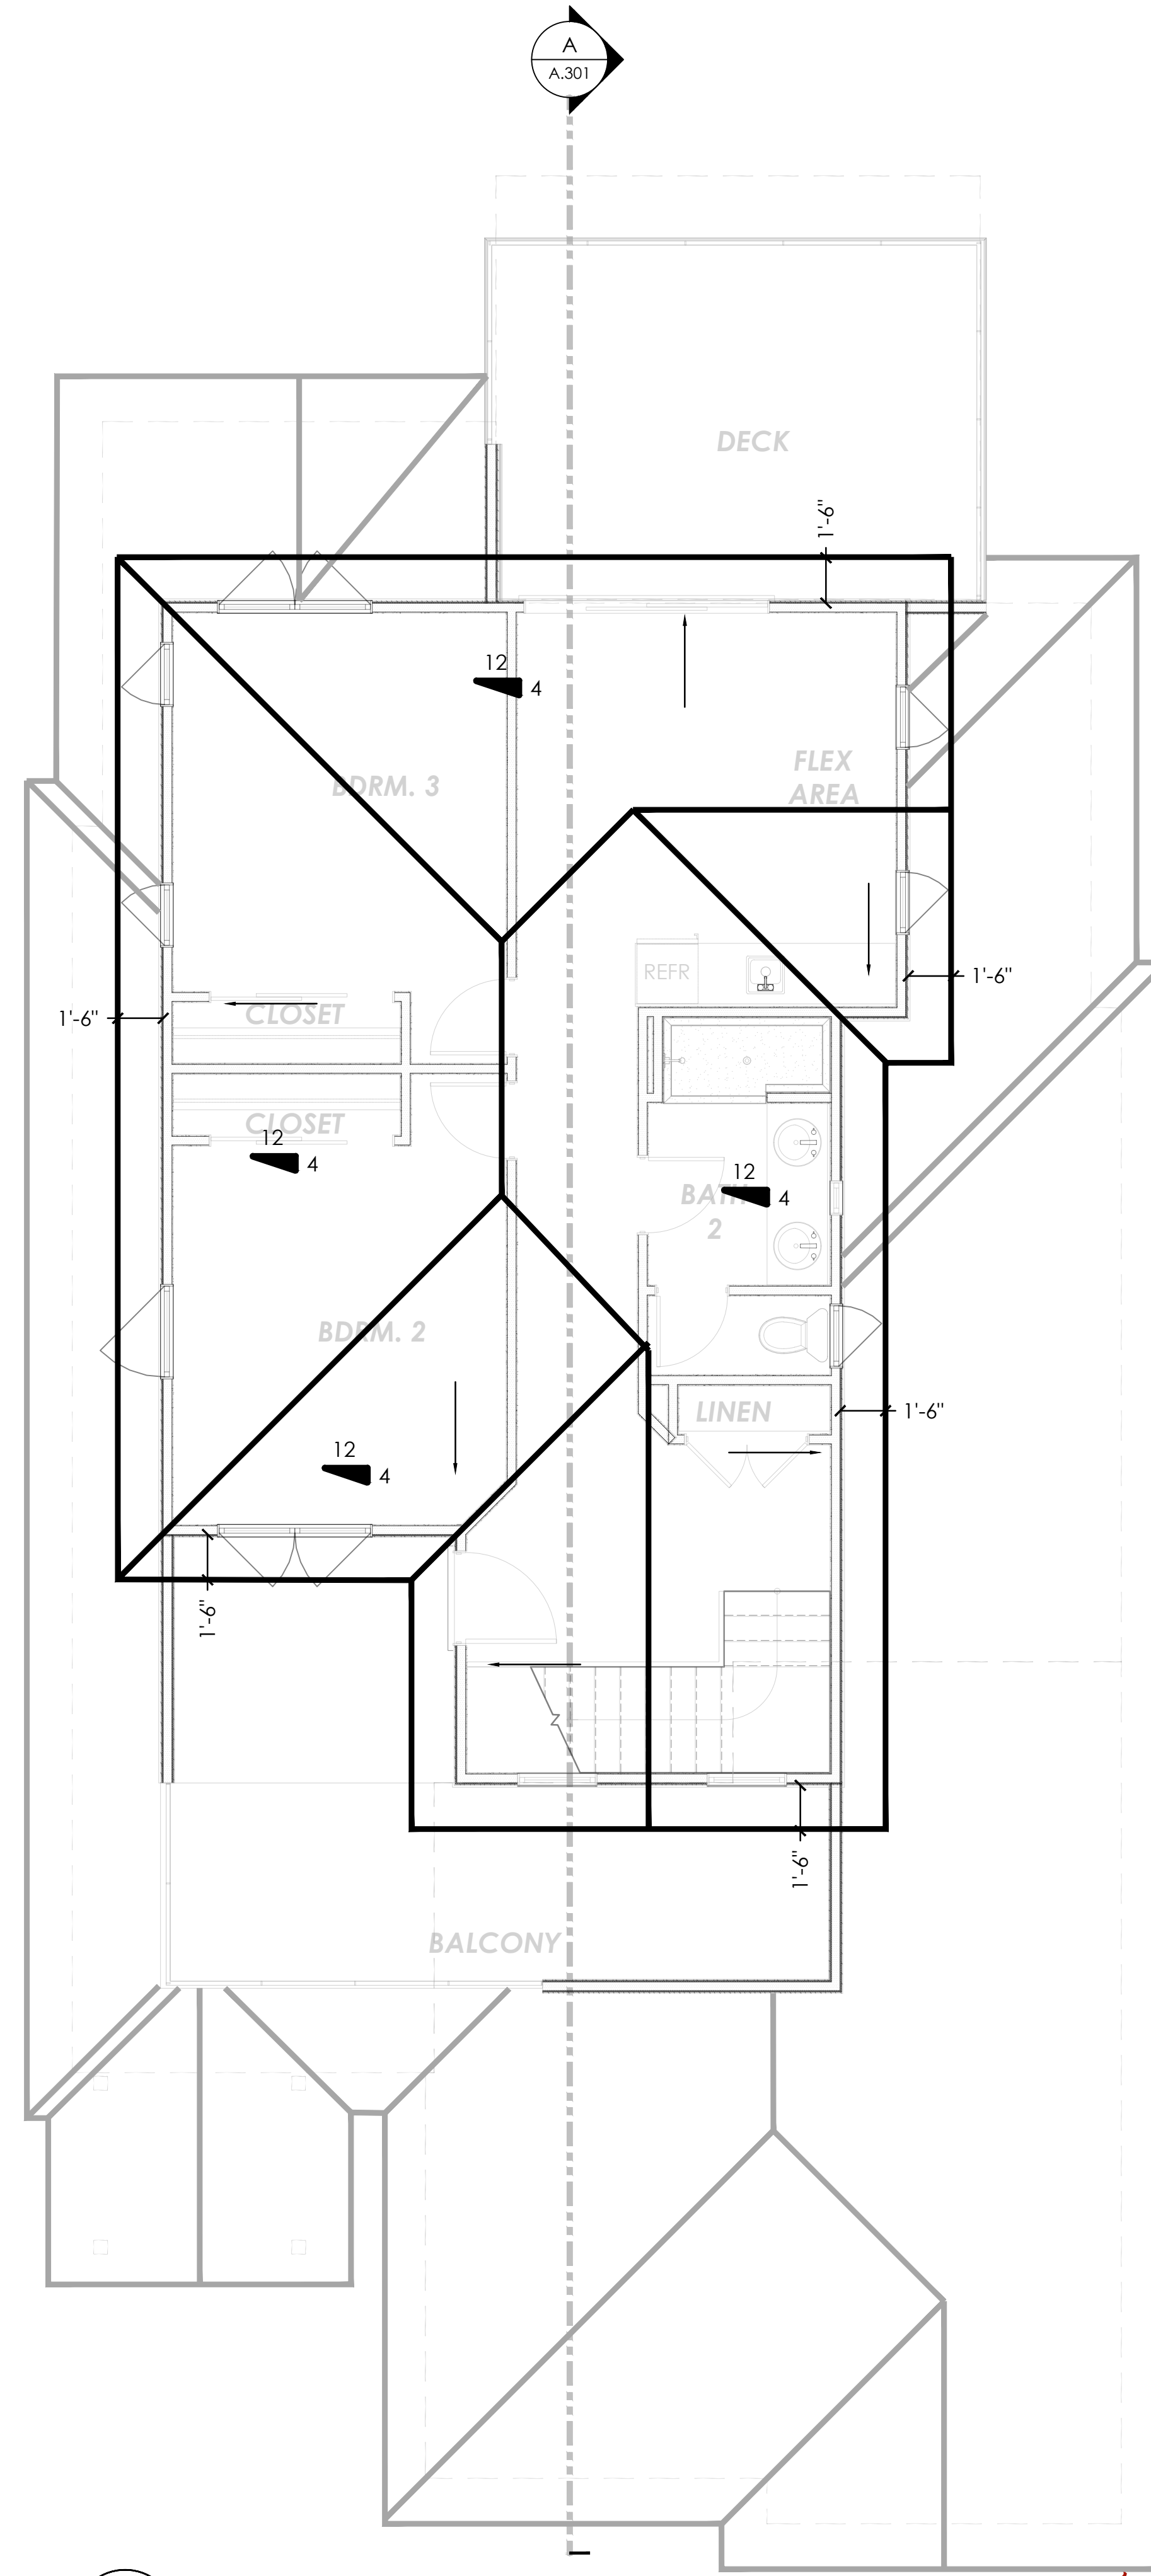 A
A.301
DECK
1'-6"
12
4
FLEX
AREA
BDRM. 3
REFR
1'-6"
CLOSET
1'-6"
CLOSET
12
4
12
4
BATH
2
BDRM. 2
LINEN
1'-6"
12
4
1'-6"
1'-6"
BALCONY